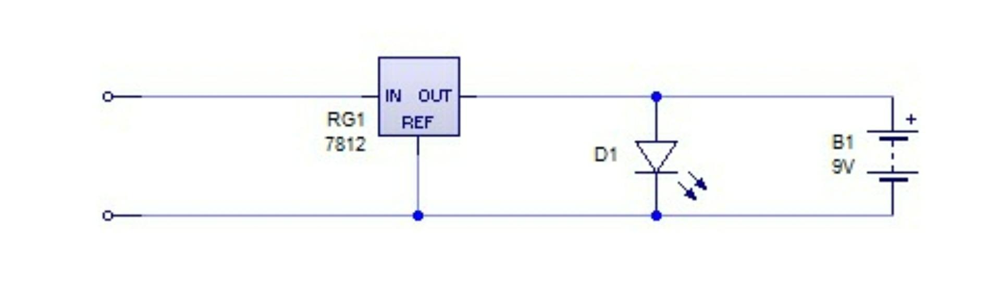 IN OUT
REF
RG1
7812
D1
+
B1
9V